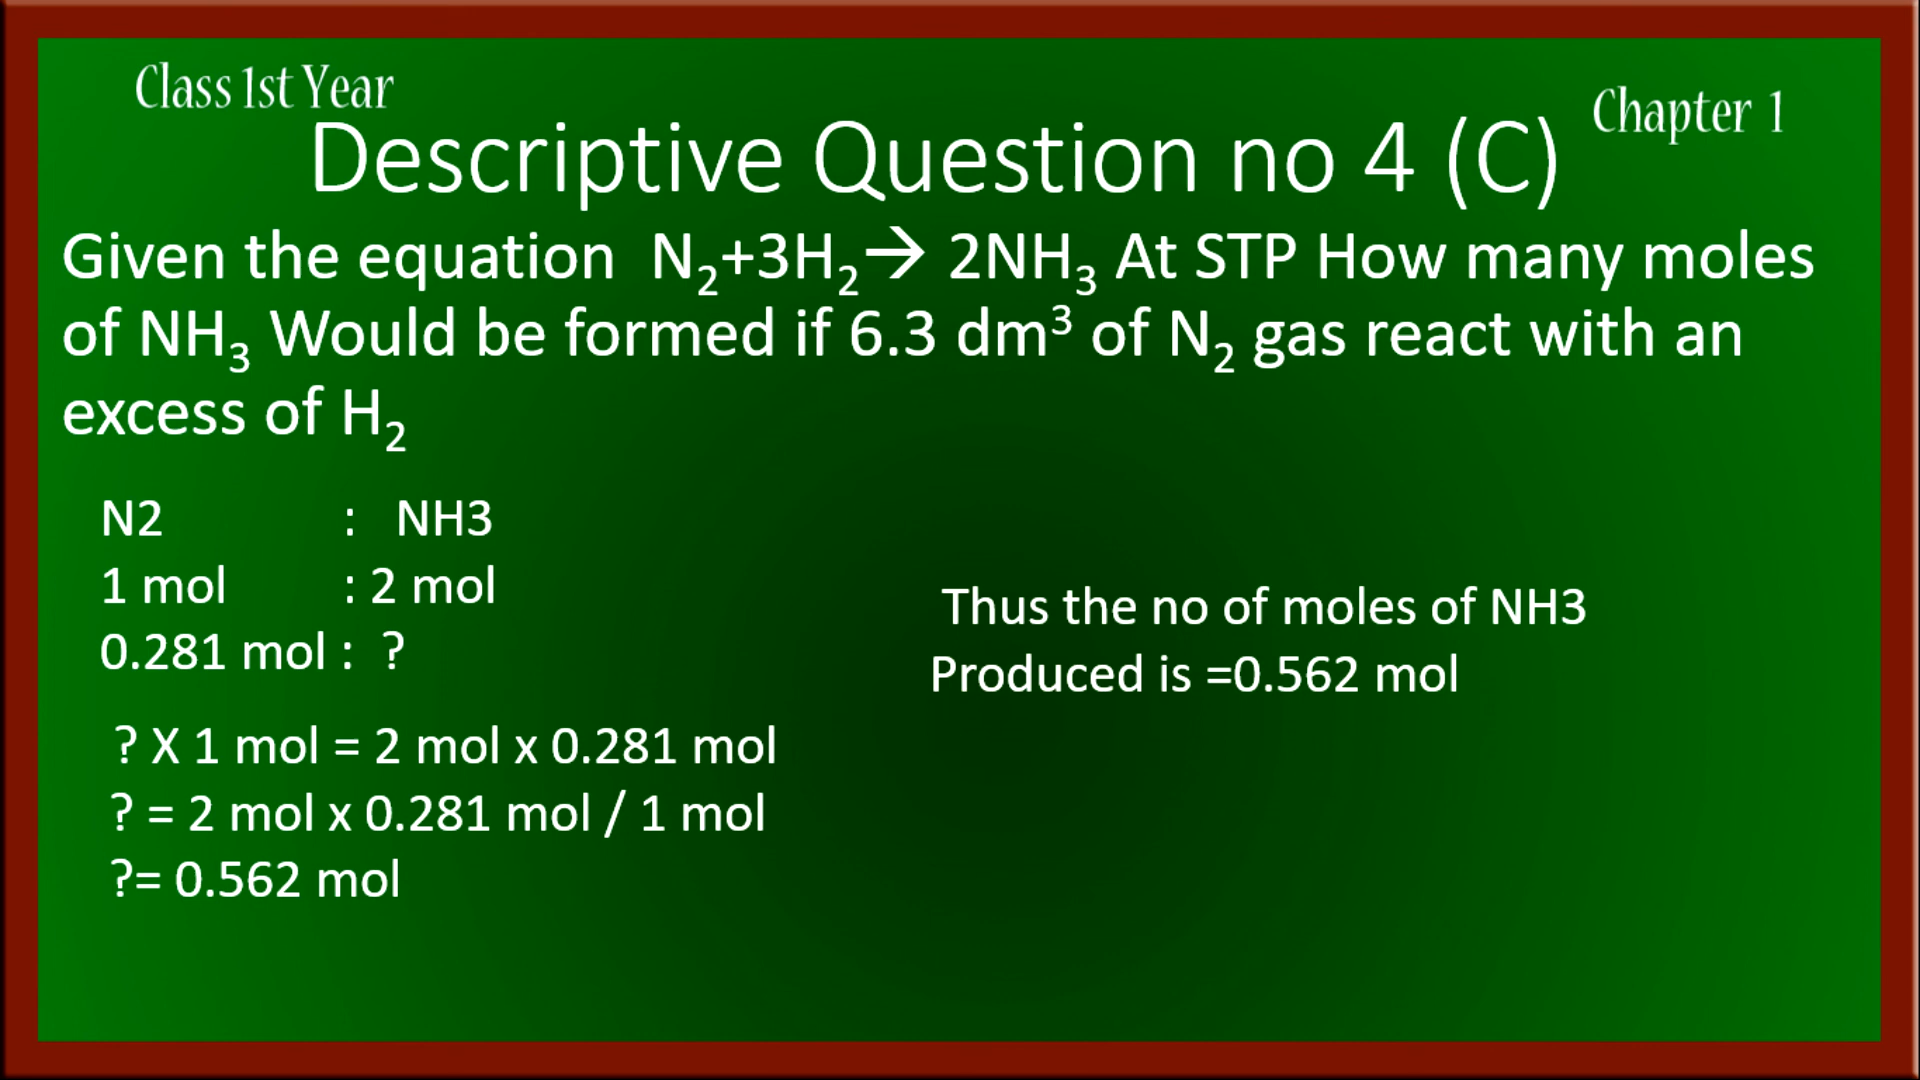 Class 1st Year
Chapter 1
Descriptive Question no 4 (C)
Given the equation N₂+3H₂→ 2NH₃ At STP How many moles
of NH₃ Would be formed if 6.3 dm³ of N₂ gas react with an
excess of H₂
N2 : NH3
1 mol : 2 mol
0.281 mol : ?
? X 1 mol = 2 mol x 0.281 mol
? = 2 mol x 0.281 mol / 1 mol
?= 0.562 mol
Thus the no of moles of NH3
Produced is =0.562 mol